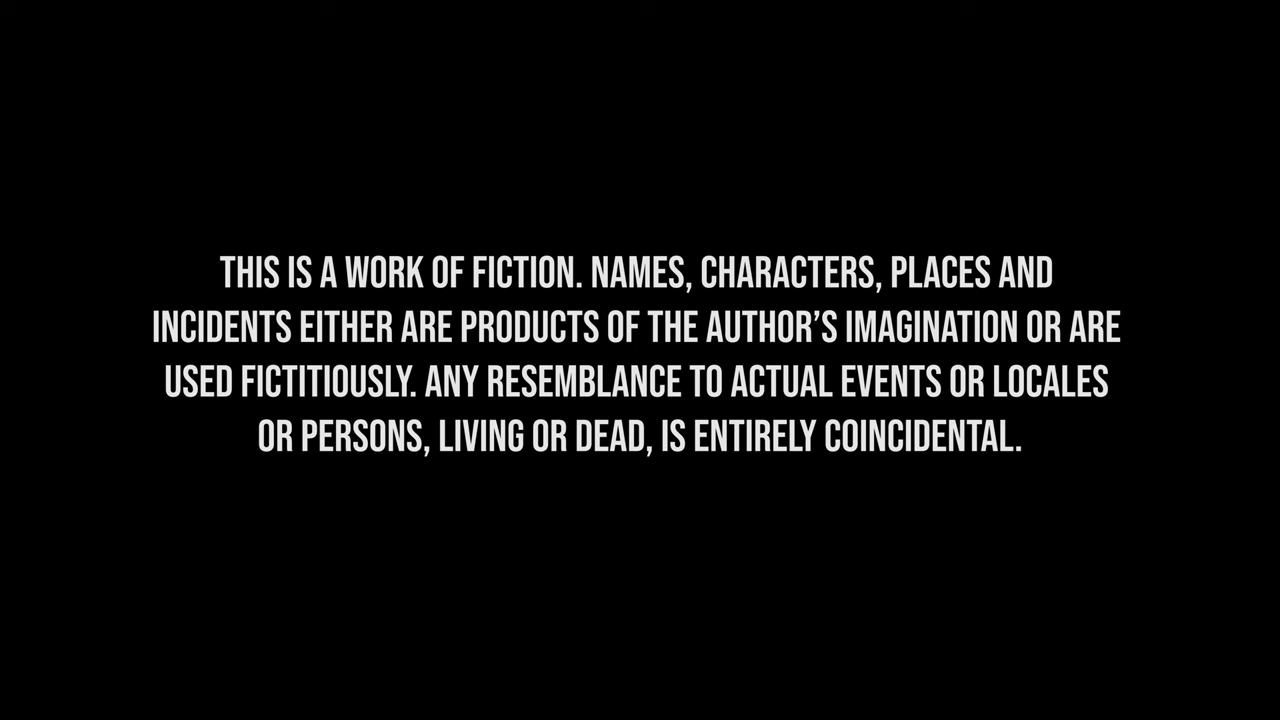 THIS IS A WORK OF FICTION. NAMES, CHARACTERS, PLACES AND
INCIDENTS EITHER ARE PRODUCTS OF THE AUTHOR’S IMAGINATION OR ARE
USED FICTITIOUSLY. ANY RESEMBLANCE TO ACTUAL EVENTS OR LOCALES
OR PERSONS, LIVING OR DEAD, IS ENTIRELY COINCIDENTAL.